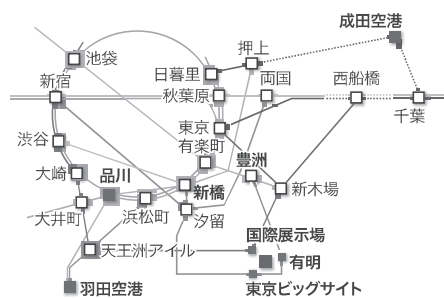 成田空港
池袋
押上
日暮里
両国
西船橋
新宿
秋葉原
千葉
東京
渋谷
有楽町
豊洲
大崎
品川
新橋
新木場
大井町
浜松町
汐留
国際展示場
天王洲アイル
有明
羽田空港
東京ビッグサイト